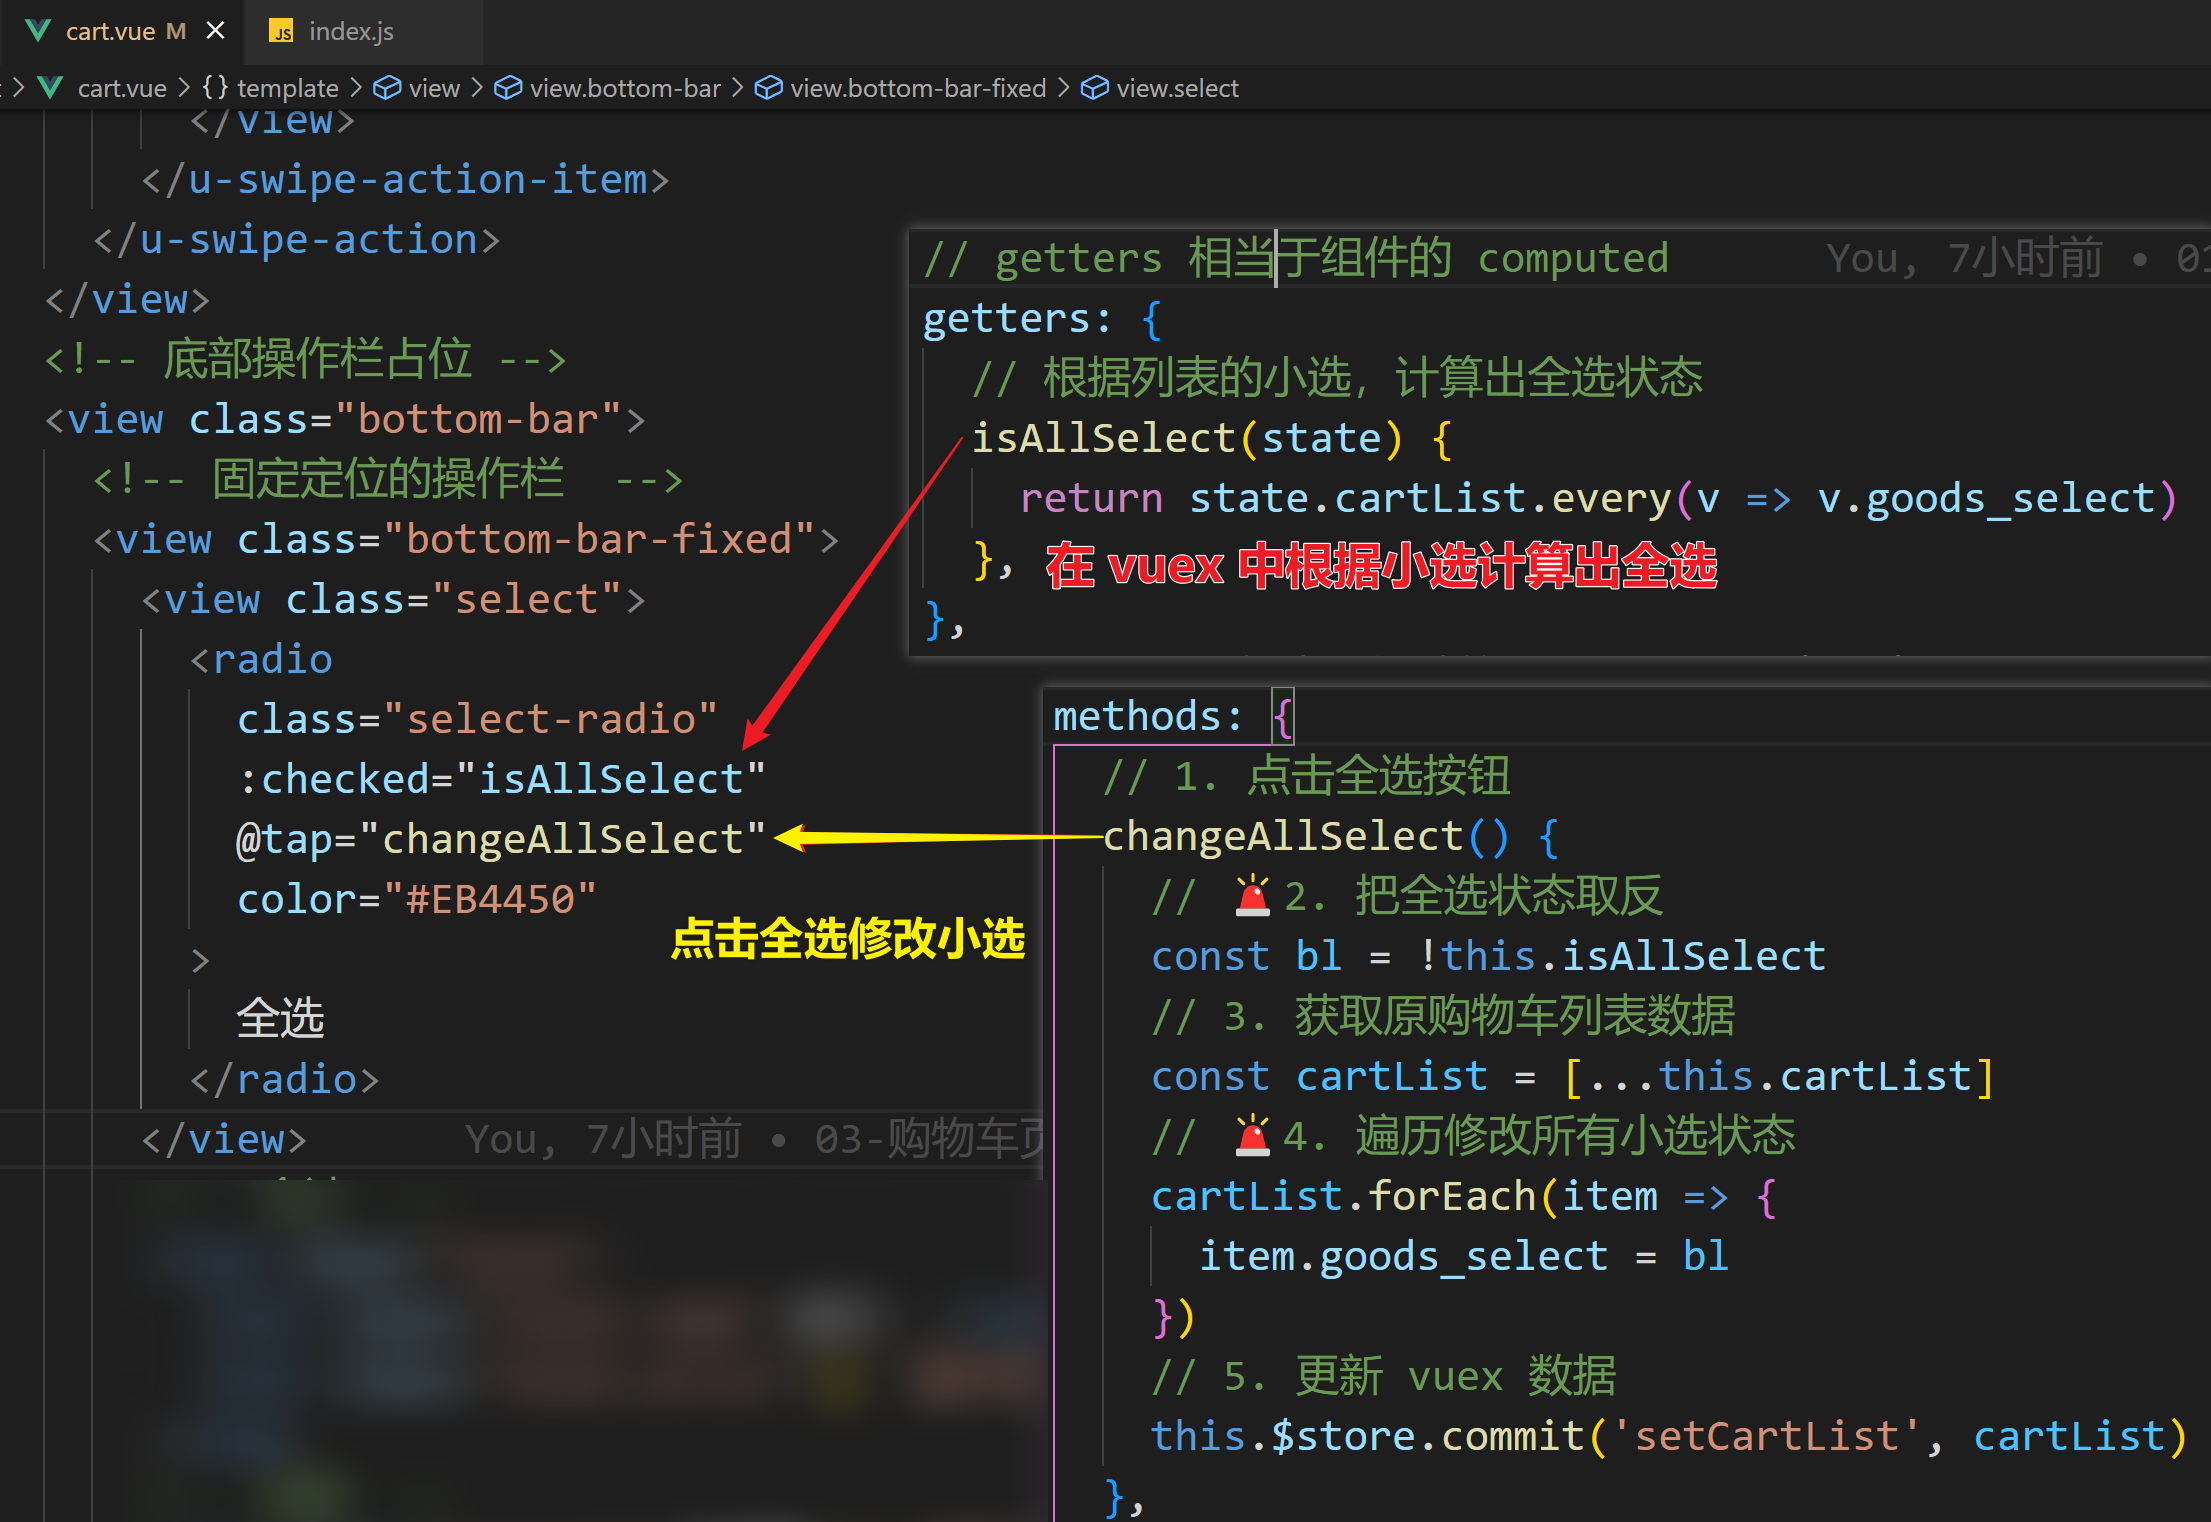 cart.vue M
JS index.js
cart.vue > {} template > view > view.bottom-bar > view.bottom-bar-fixed > view.select
</view>
</u-swipe-action-item>
</u-swipe-action>
</view>
<!-- 底部操作栏占位 -->
<view class="bottom-bar">
<!-- 固定定位的操作栏 -->
<view class="bottom-bar-fixed">
<view class="select">
<radio
class="select-radio"
:checked="isAllSelect"
@tap="changeAllSelect"
color="#EB4450"
>
全选
</radio>
</view> You, 7小时前 • 03-购物车页
点击全选修改小选
// getters 相当于组件的 computed You, 7小时前 • 01
getters: {
// 根据列表的小选，计算出全选状态
isAllSelect(state) {
return state.cartList.every(v => v.goods_select)
}, 在 vuex 中根据小选计算出全选
},
methods: {
// 1. 点击全选按钮
changeAllSelect() {
// 🚨2. 把全选状态取反
const bl = !this.isAllSelect
// 3. 获取原购物车列表数据
const cartList = [...this.cartList]
// 🚨4. 遍历修改所有小选状态
cartList.forEach(item => {
item.goods_select = bl
})
// 5. 更新 vuex 数据
this.$store.commit('setCartList', cartList)
},